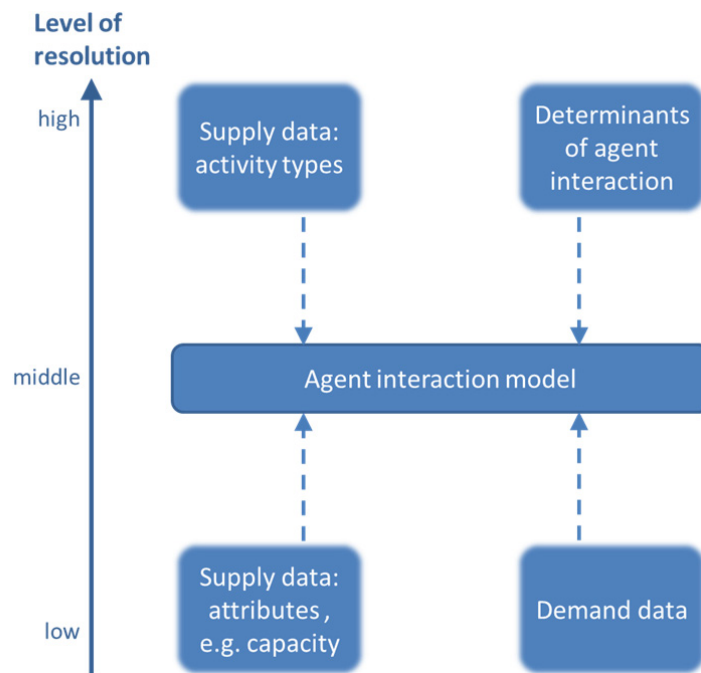 Level of
resolution
high
Supply data:
activity types
Determinants
of agent
interaction
middle
Agent interaction model
low
Supply data:
attributes ,
e.g. capacity
Demand data